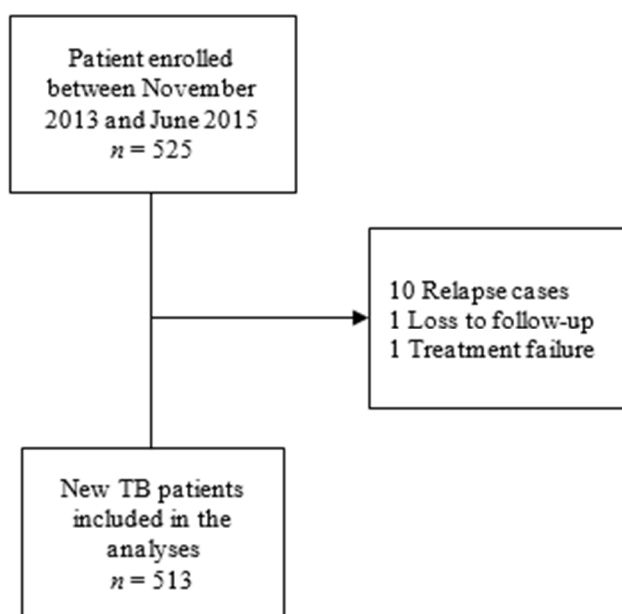 Patient enrolled
between November
2013 and June 2015
n = 525
10 Relapse cases
1 Loss to follow-up
1 Treatment failure
New TB patients
included in the
analyses
n = 513